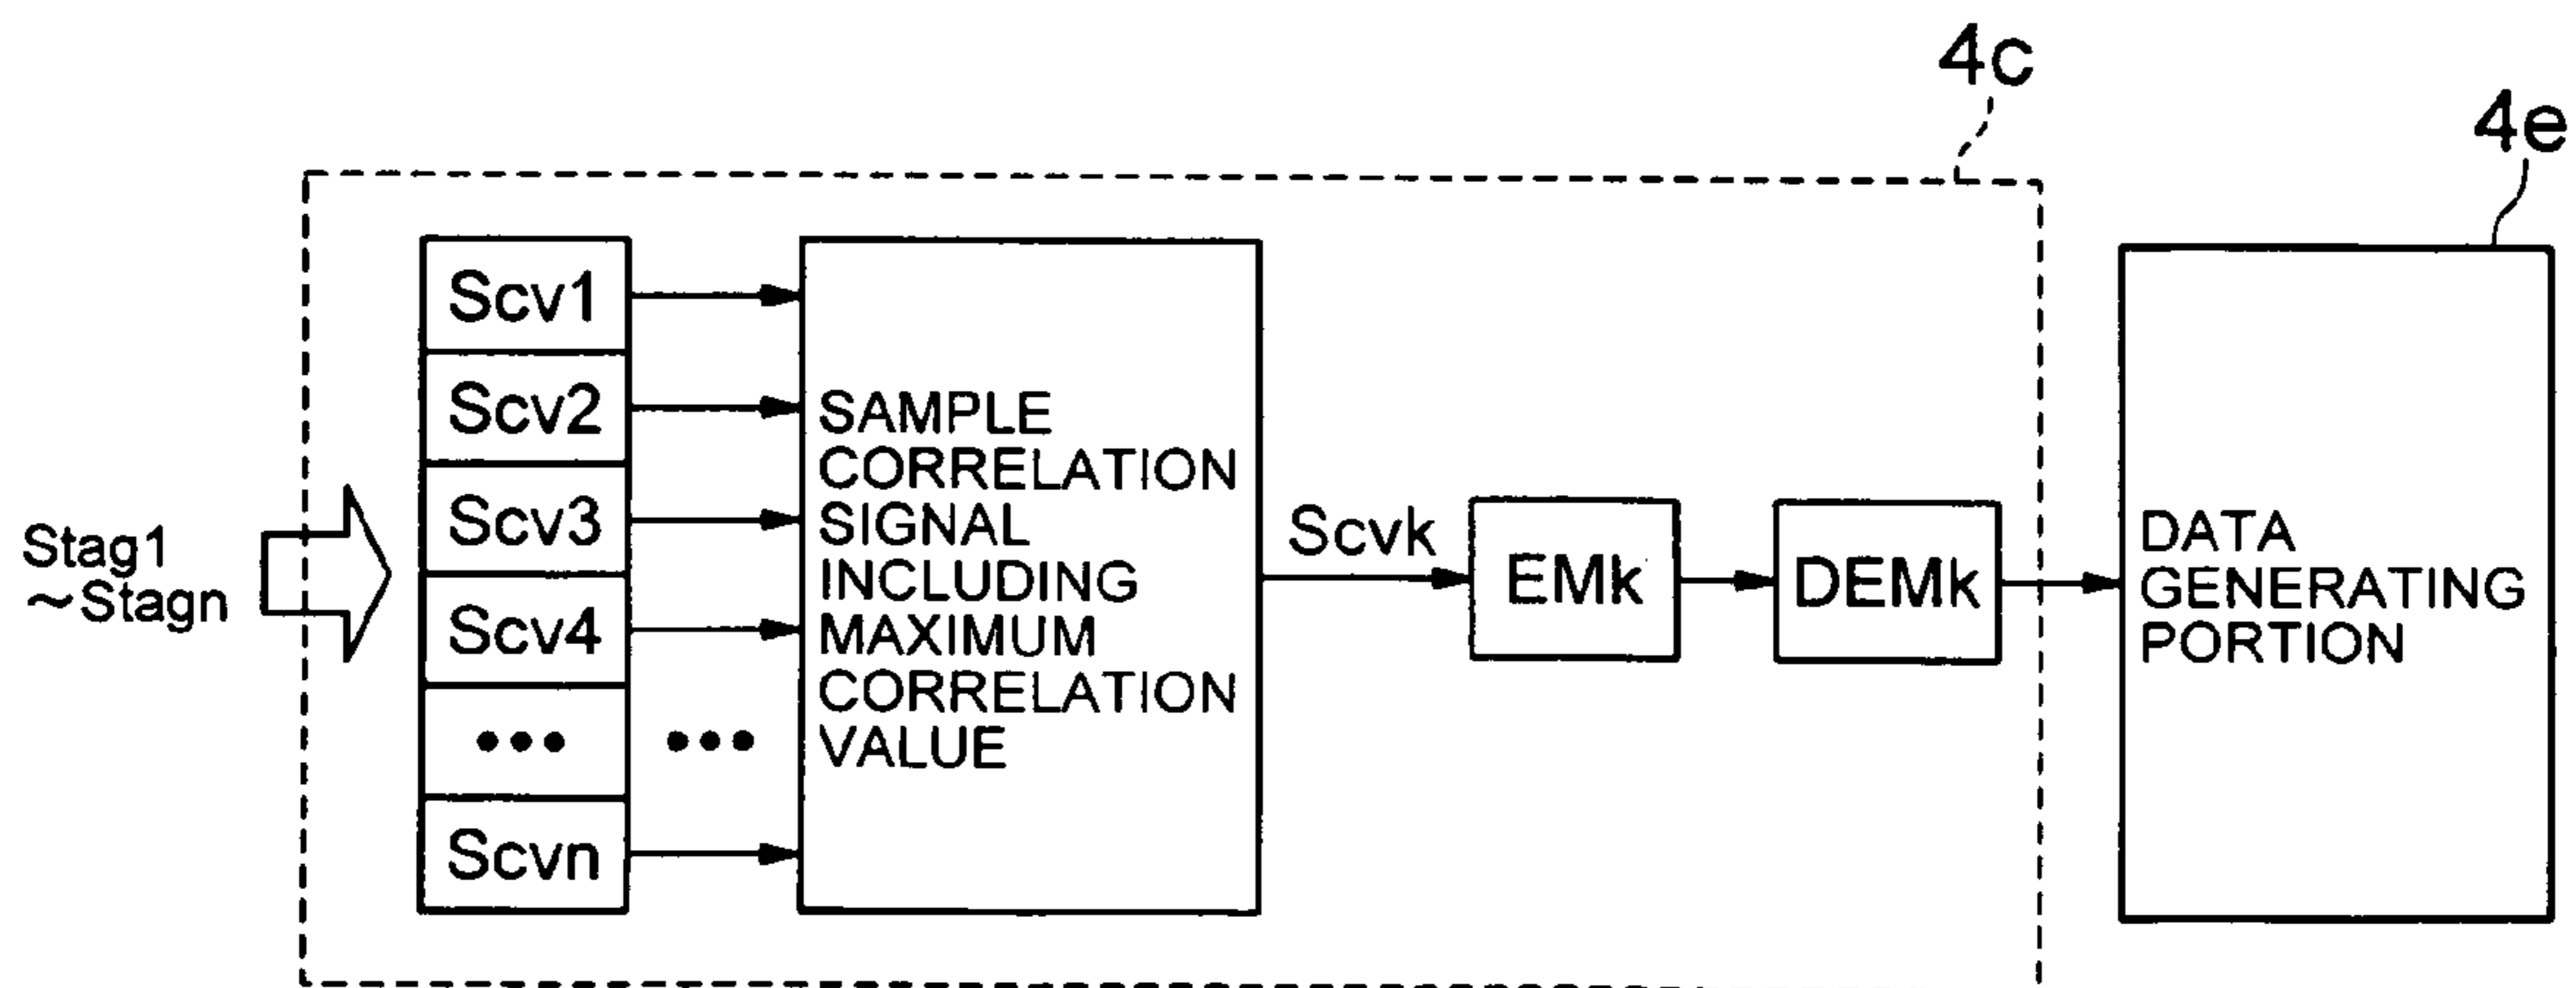 4c
4e
Stag1
~Stagn
Scv1
Scv2
Scv3
Scv4
•••
Scvn
•••
SAMPLE
CORRELATION
SIGNAL
INCLUDING
MAXIMUM
CORRELATION
VALUE
Scvk
EMk
DEMk
DATA
GENERATING
PORTION